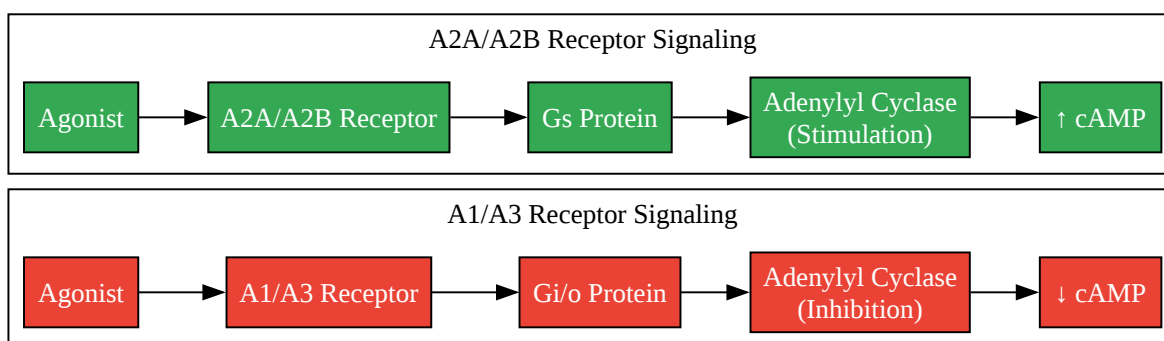 A2A/A2B Receptor Signaling
Agonist
A2A/A2B Receptor
Gs Protein
Adenylyl Cyclase
(Stimulation)
↑ cAMP
A1/A3 Receptor Signaling
Agonist
A1/A3 Receptor
Gi/o Protein
Adenylyl Cyclase
(Inhibition)
↓ cAMP